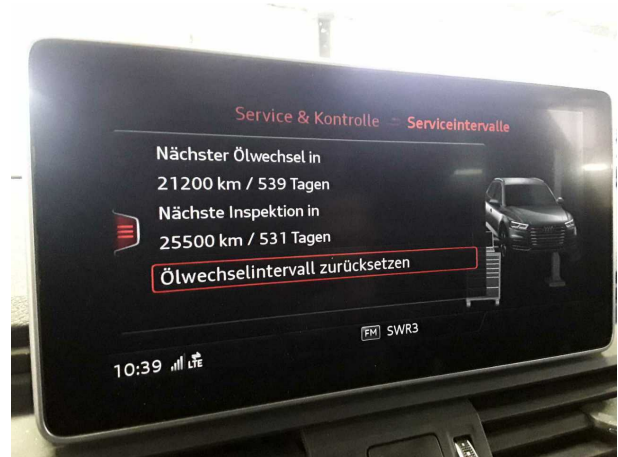 Service & Kontrolle Serviceintervalle
Nächster Ölwechsel in
21200 km / 539 Tagen
Nächste Inspektion in
25500 km / 531 Tagen
Ölwechselintervall zurücksetzen
FM SWR3
10:39 LTE